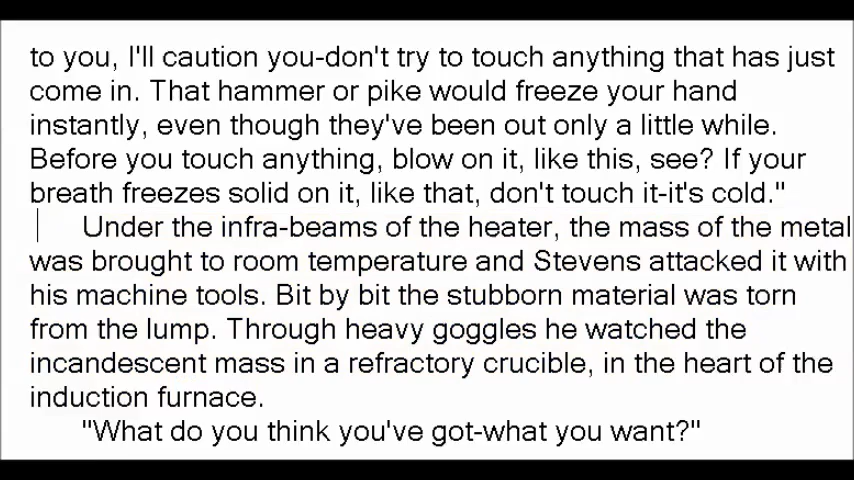 to you, I'll caution you-don't try to touch anything that has just
come in. That hammer or pike would freeze your hand
instantly, even though they've been out only a little while.
Before you touch anything, blow on it, like this, see? If your
breath freezes solid on it, like that, don't touch it-it's cold."
Under the infra-beams of the heater, the mass of the metal
was brought to room temperature and Stevens attacked it with
his machine tools. Bit by bit the stubborn material was torn
from the lump. Through heavy goggles he watched the
incandescent mass in a refractory crucible, in the heart of the
induction furnace.
"What do you think you've got-what you want?"